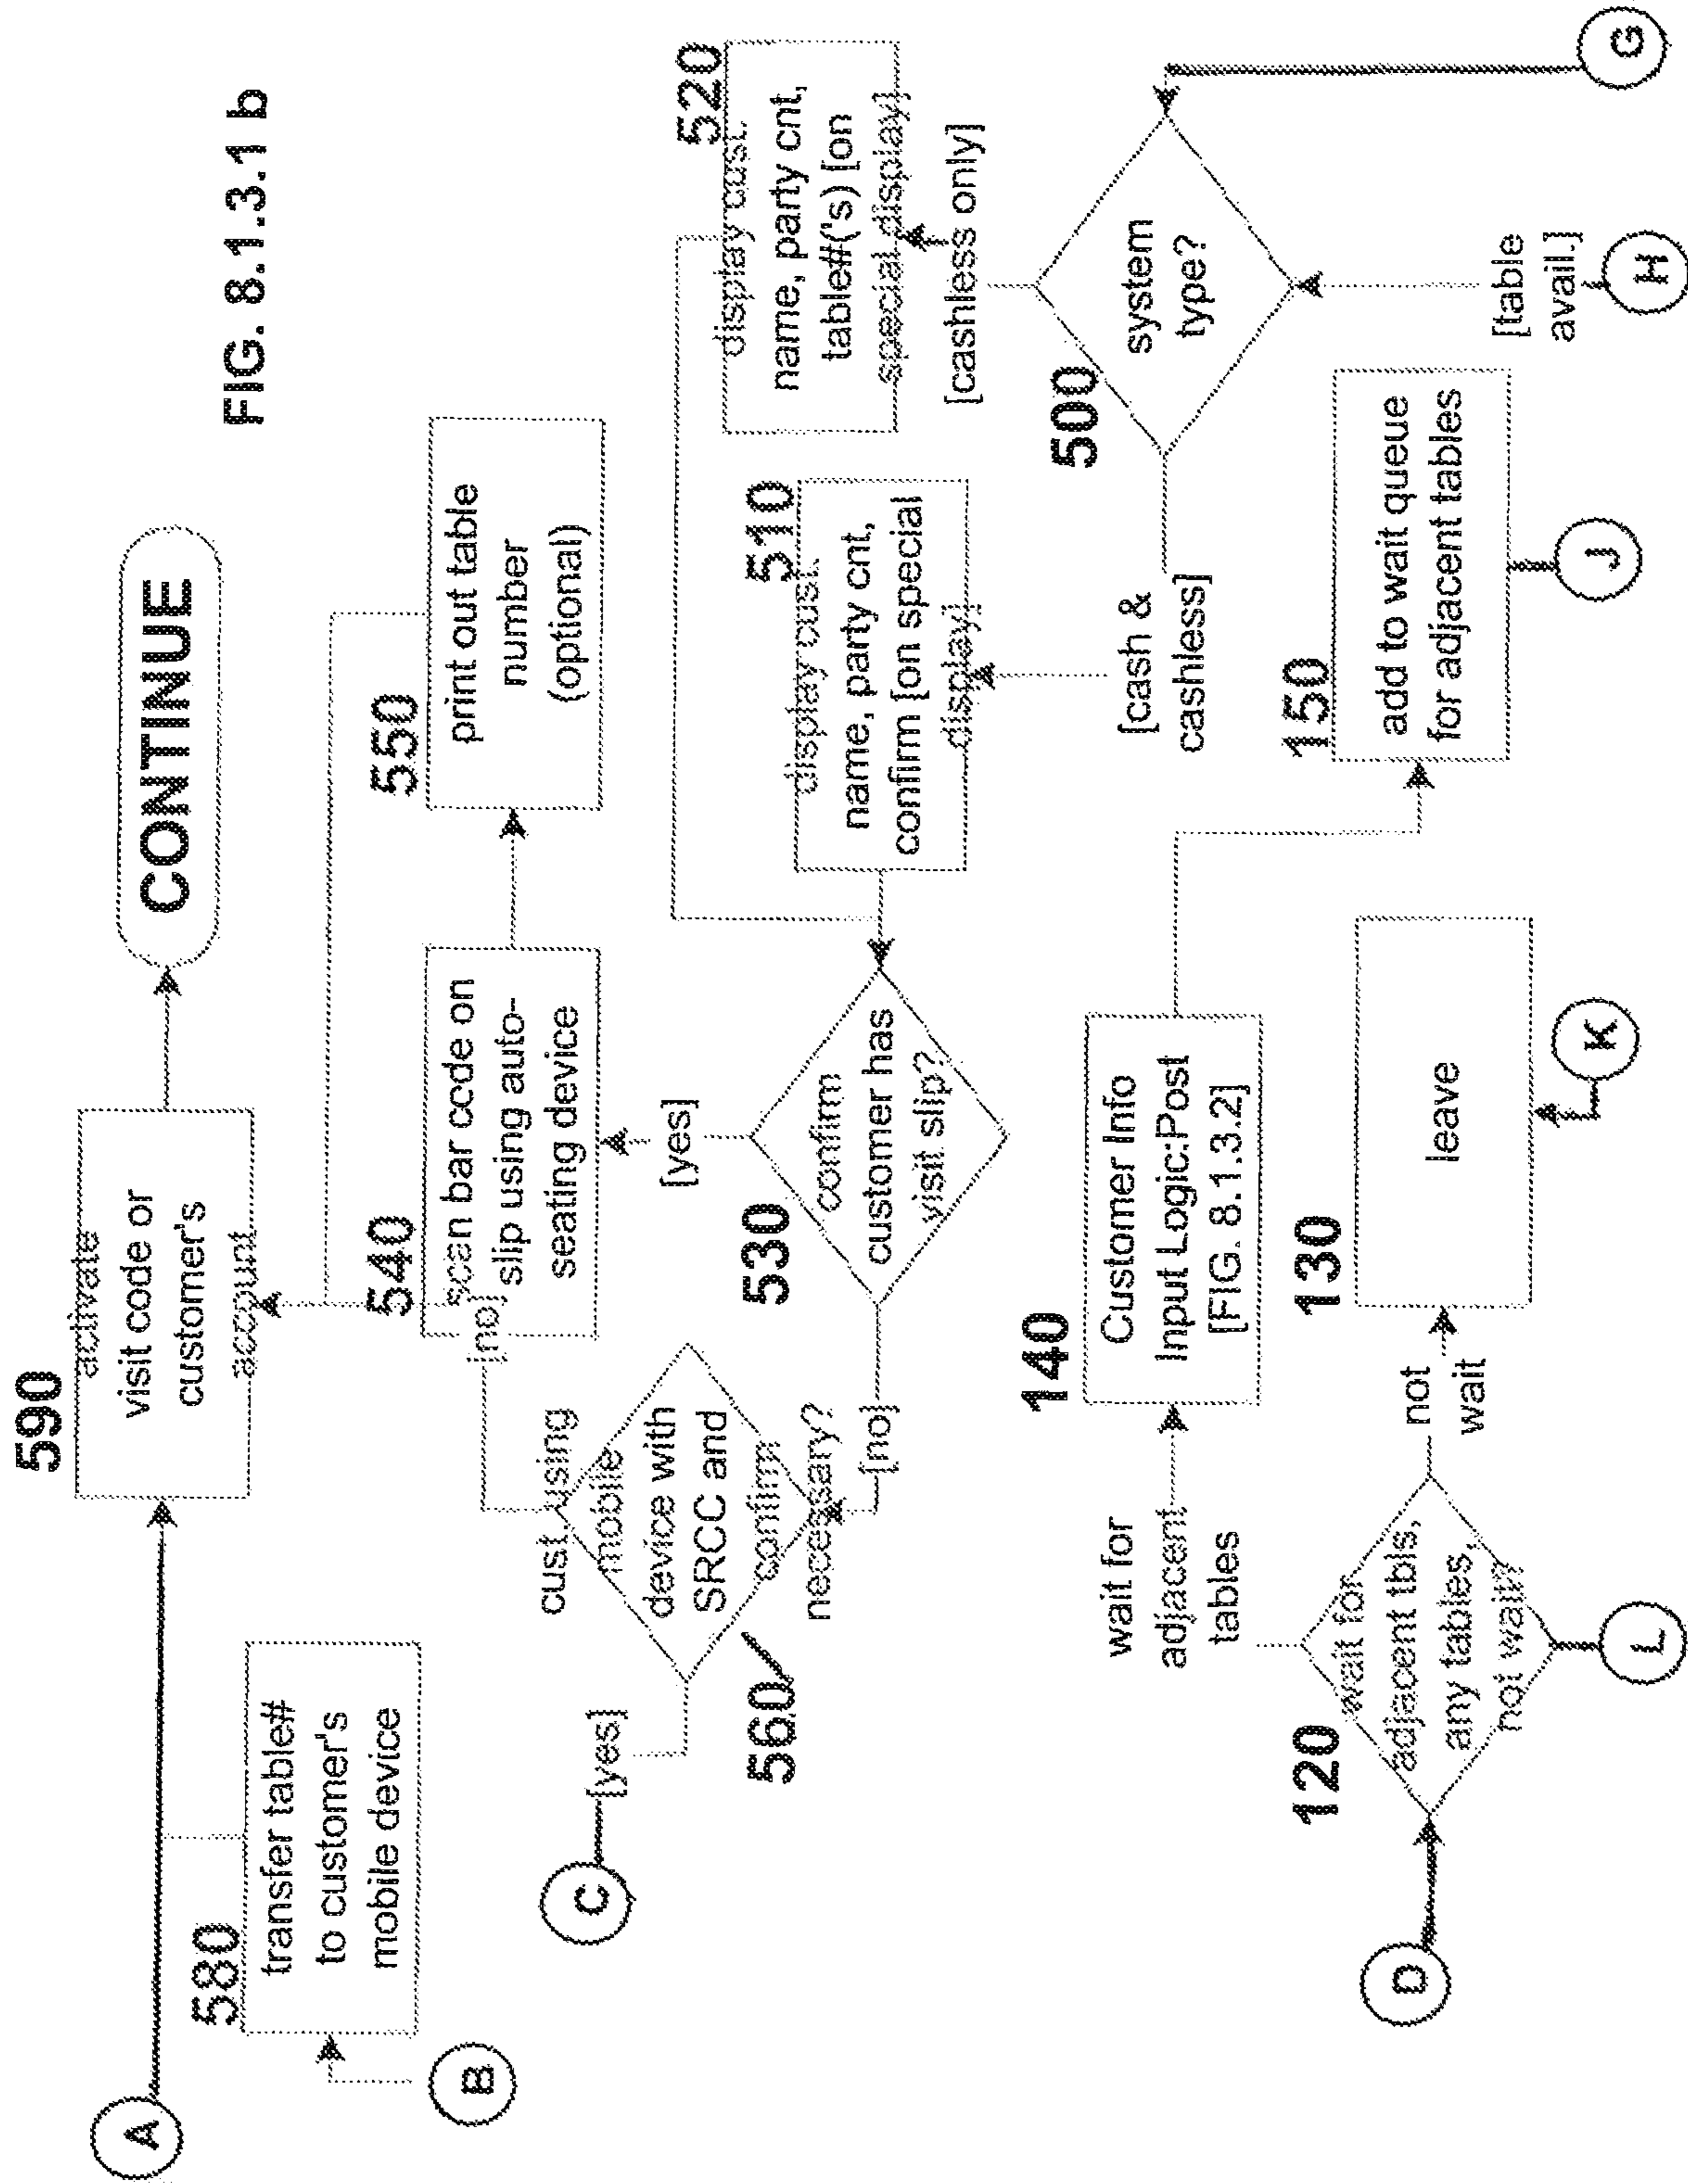 FIG. 8.1.3.1 b
A
590
activate
visit code or
customer's
account
CONTINUE
580
transfer table#
to customer's
mobile device
B
540
scan bar code on
slip using auto-
seating device
550
print out table
number
(optional)
C
[yes]
560
cust. using
mobile
device with
SRCC and
confirm
necessary?
[no]
[no]
530
confirm
customer has
visit slip?
[yes]
510
display cust.
name, party cnt,
confirm [on special
display]
520
display cust.
name, party cnt,
table#('s) [on
special display]
[cashless only]
500
system
type?
[cash &
cashless]
G
[table
avail.]
H
D
120
wait for
adjacent tbls,
any tables,
not wait?
L
wait for
adjacent
tables
not
wait
140
Customer Info
Input Logic:Post
[FIG. 8.1.3.2]
130
leave
K
150
add to wait queue
for adjacent tables
J